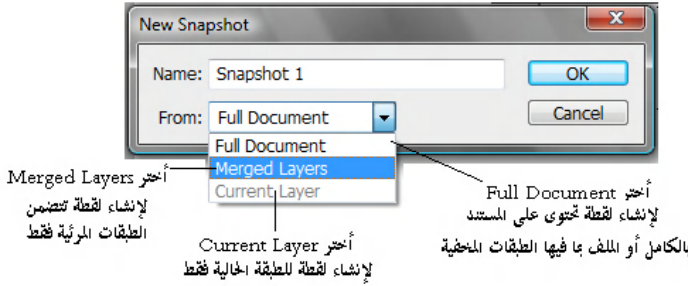 New Snapshot
Name: Snapshot 1
OK
From: Full Document
Cancel
Full Document
Merged Layers
Current Layer
أختر Merged Layers
لإنشاء لقطة تتضمن
الطبقات المرئية فقط
أختر Current Layer
لإنشاء لقطة للطبقة الحالية فقط
أختر Full Document
لإنشاء لقطة تحتوى على المستند
بالكامل أو الملف بما فيها الطبقات المخفية